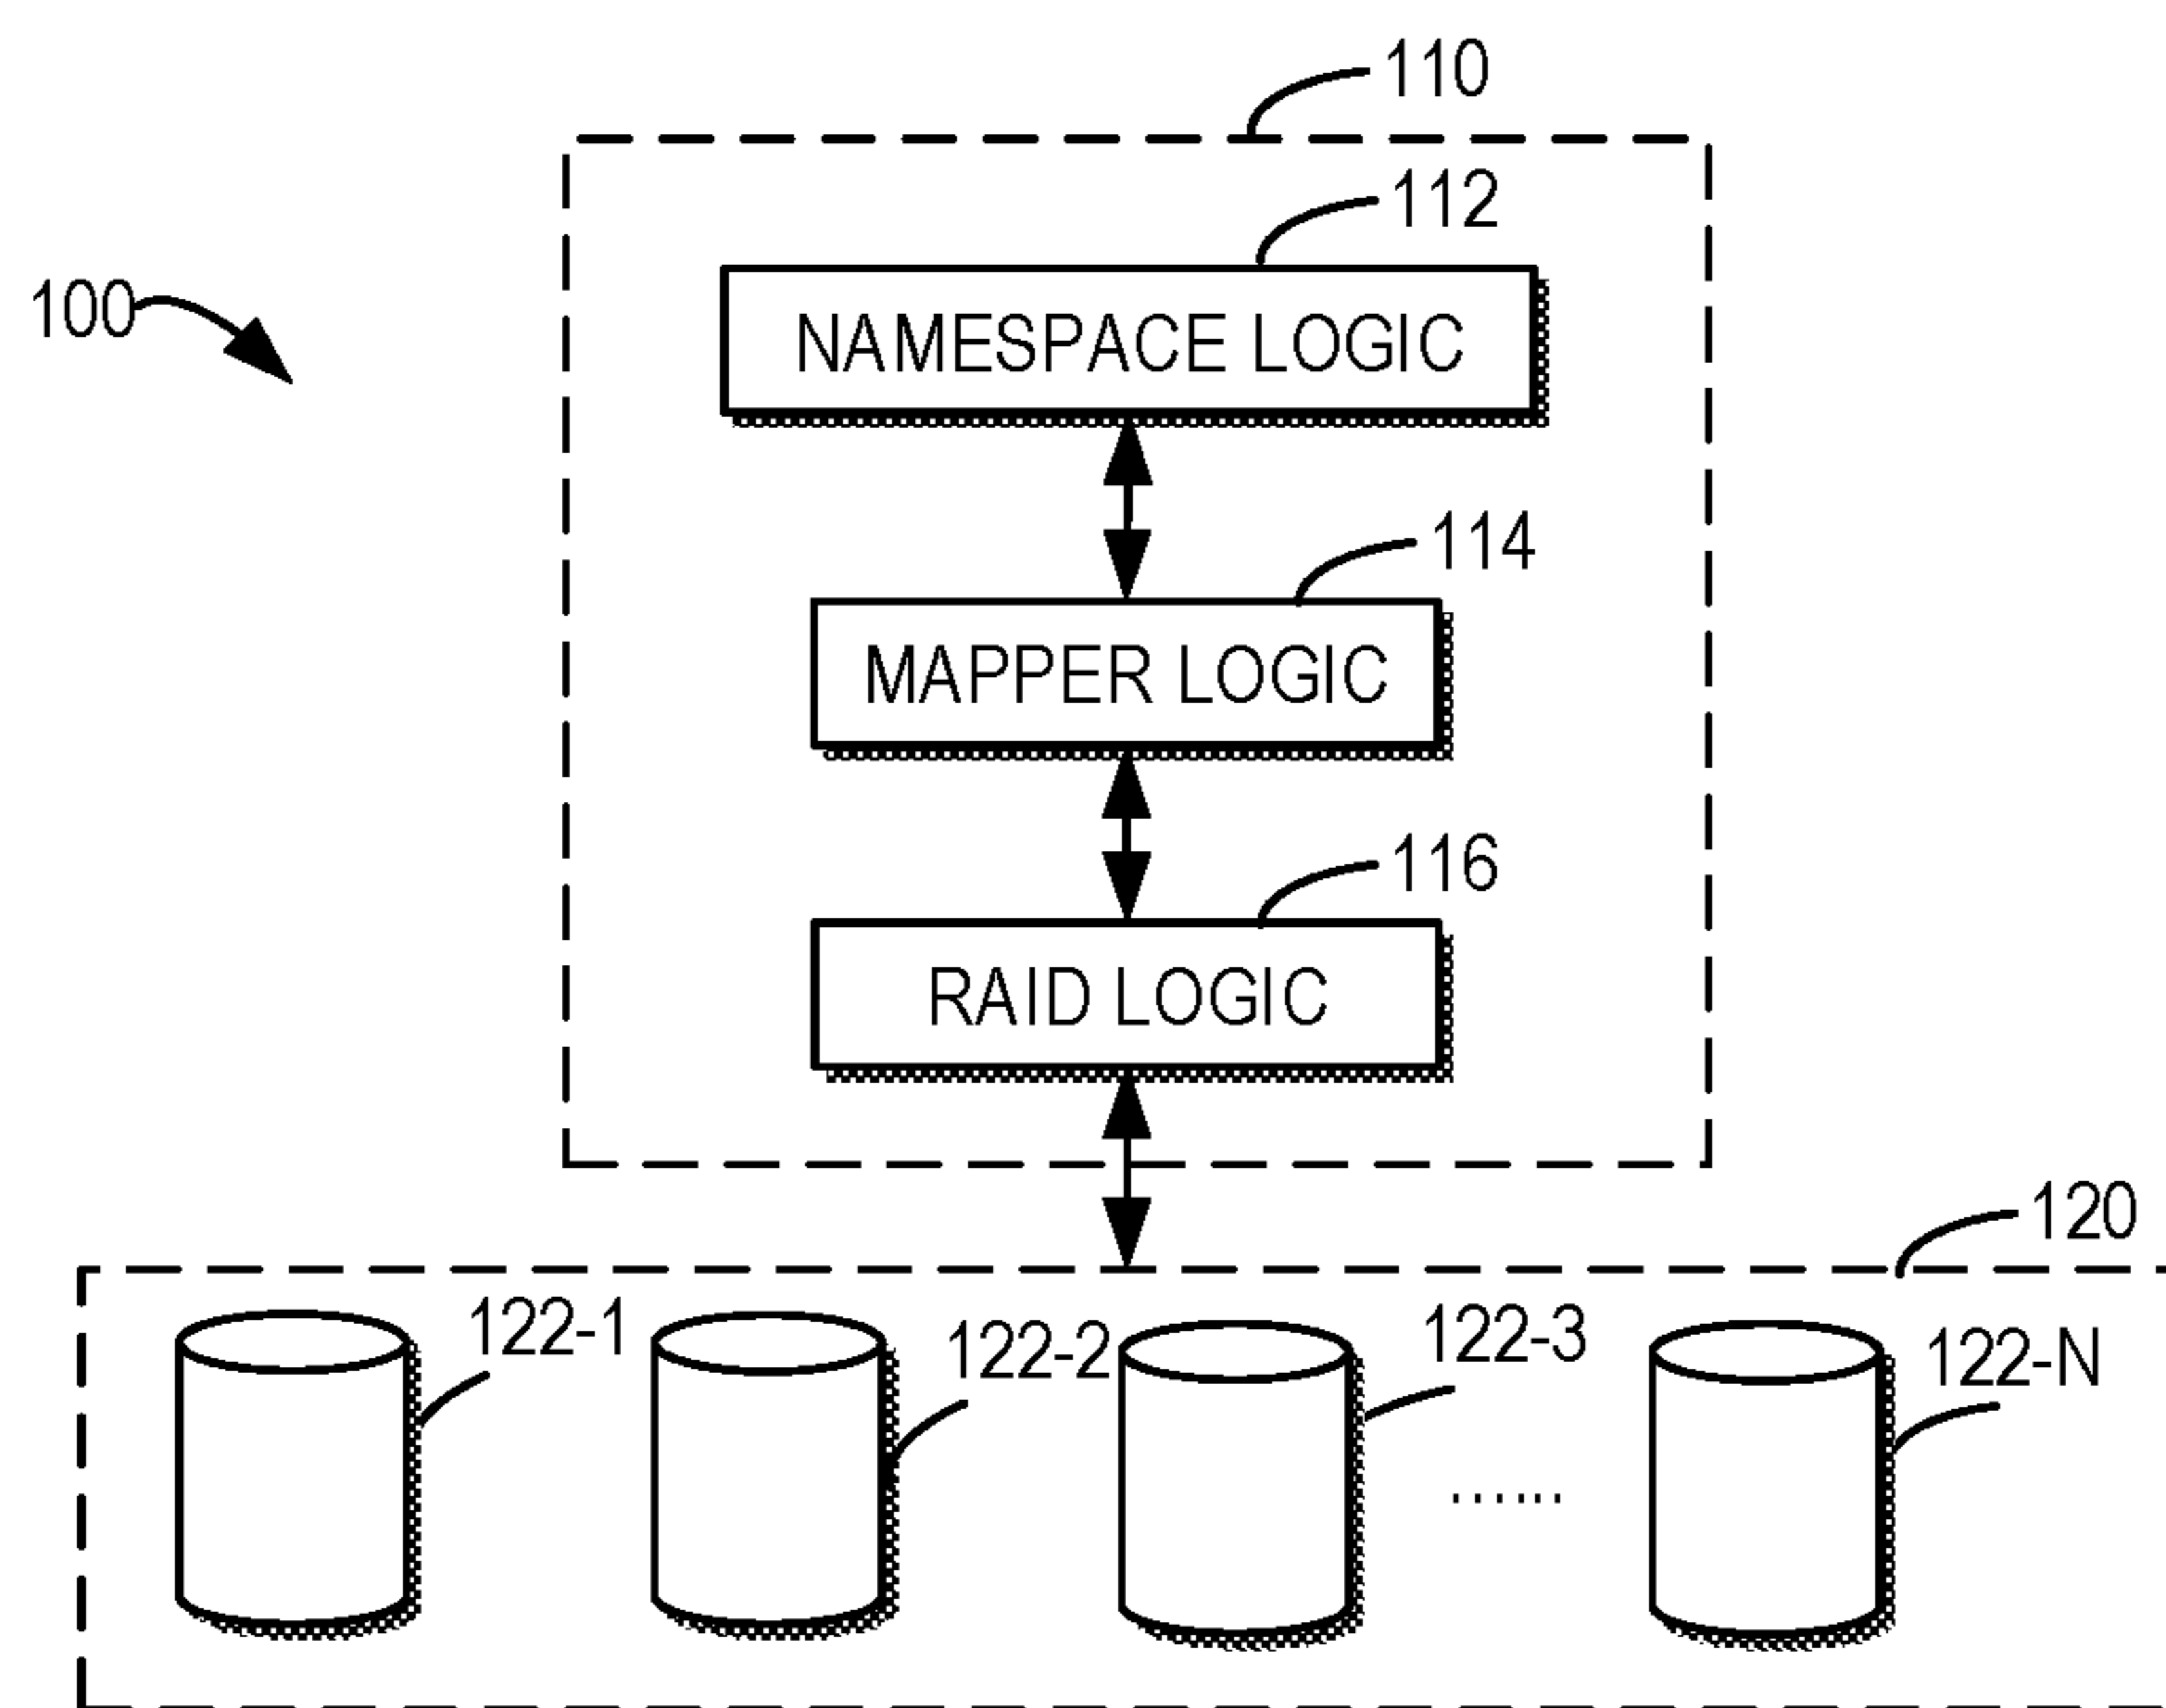 110
112
100
NAMESPACE LOGIC
114
MAPPER LOGIC
116
RAID LOGIC
120
122-1
122-2
122-3
122-N
......